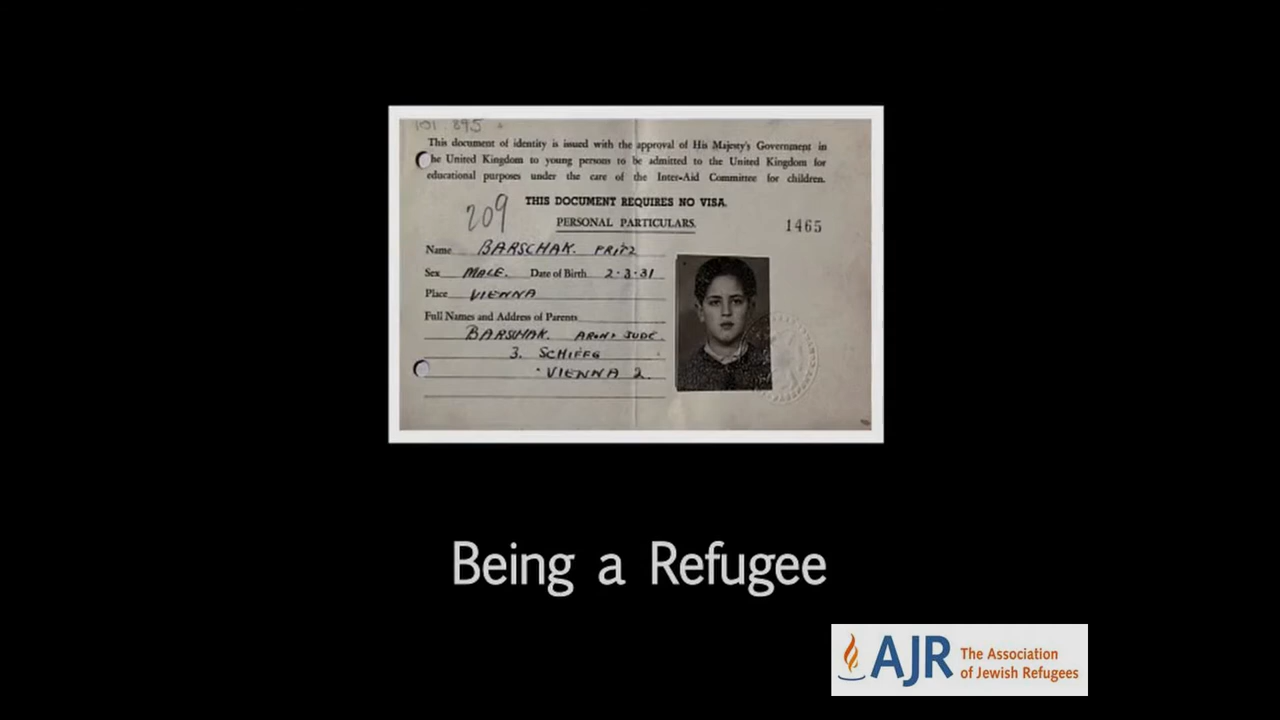 101 895
This document of identity is issued with the approval of His Majesty's Government in
he United Kingdom to young persons to be admitted to the United Kingdom for
educational purposes under the care of the Inter-Aid Committee for children.
THIS DOCUMENT REQUIRES NO VISA.
209
PERSONAL PARTICULARS.
1465
Name BARSCHAK. FRITZ
Sex MALE. Date of Birth 2.3.31
Place VIENNA
Full Names and Address of Parents
BARSCHAK.
3. SCHIFFG
VIENNA 2.
Being a Refugee
AJR The Association
of Jewish Refugees